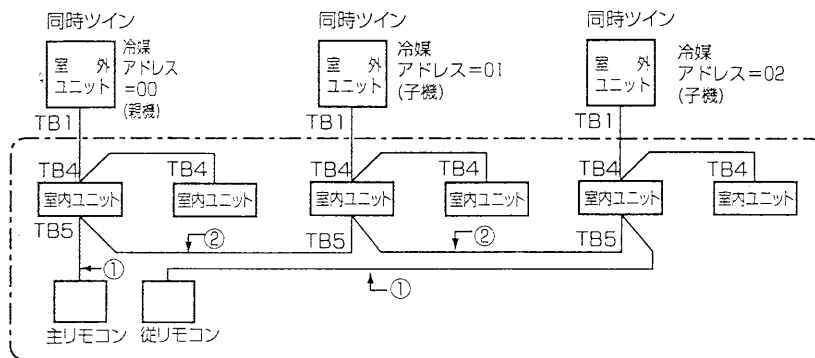 同時ツイン
同時ツイン
同時ツイン
室外
ユニット
冷媒
アドレス
=00
(親機)
室外
ユニット
冷媒
アドレス=01
(子機)
室外
ユニット
冷媒
アドレス=02
(子機)
TB1
TB1
TB1
TB4
TB4
TB4
TB4
TB4
TB4
室内ユニット
室内ユニット
室内ユニット
室内ユニット
室内ユニット
室内ユニット
TB5
TB5
TB5
②
②
①
①
主リモコン
従リモコン